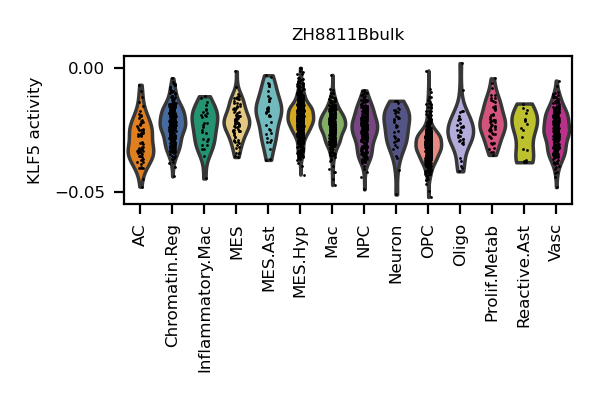 ZH8811Bbulk
KLF5 activity
0.00
−0.05
AC
Chromatin.Reg
Inflammatory.Mac
MES
MES.Ast
MES.Hyp
Mac
NPC
Neuron
OPC
Oligo
Prolif.Metab
Reactive.Ast
Vasc